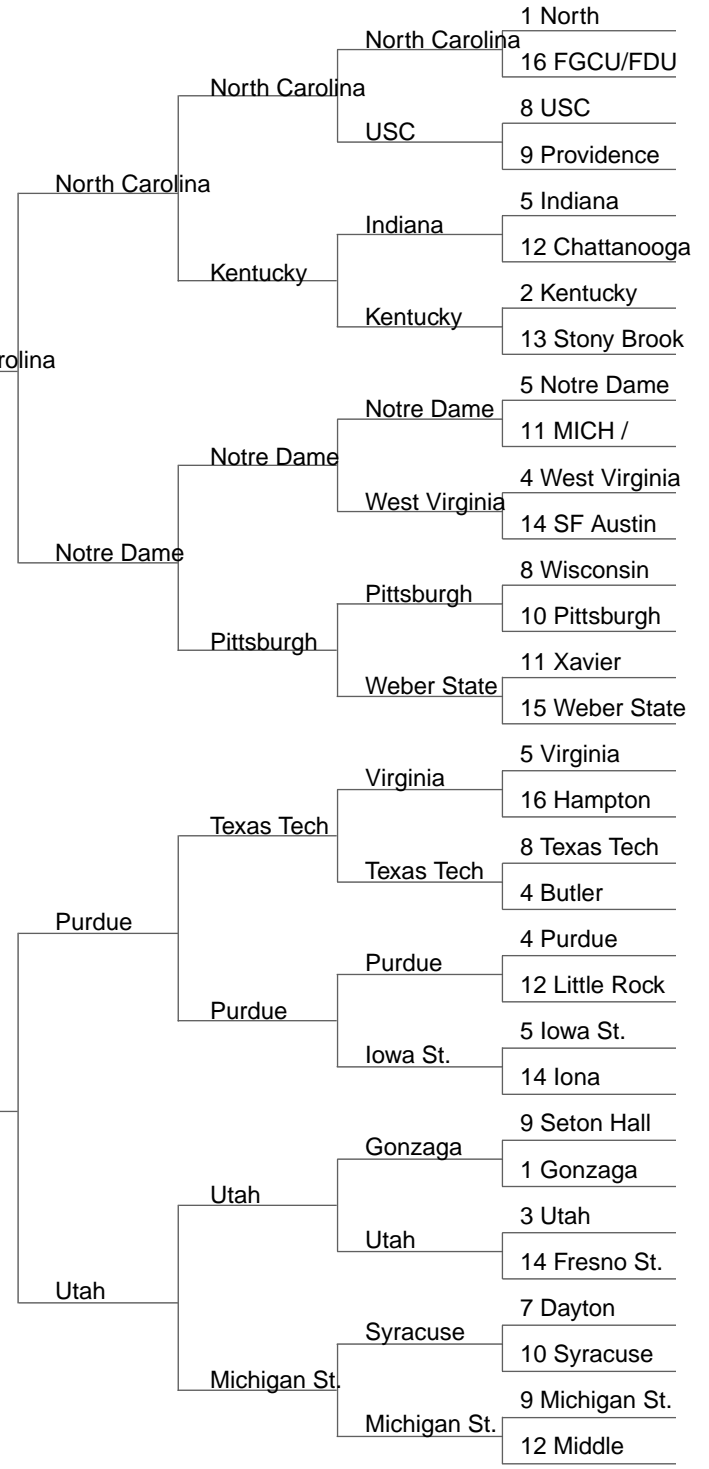 1 North
North Carolina
16 FGCU/FDU
North Carolina
8 USC
USC
9 Providence
North Carolina
5 Indiana
Indiana
12 Chattanooga
Kentucky
2 Kentucky
Kentucky
13 Stony Brook
rolina
5 Notre Dame
Notre Dame
11 MICH /
Notre Dame
4 West Virginia
West Virginia
14 SF Austin
Notre Dame
8 Wisconsin
Pittsburgh
10 Pittsburgh
Pittsburgh
11 Xavier
Weber State
15 Weber State
5 Virginia
Virginia
16 Hampton
Texas Tech
8 Texas Tech
Texas Tech
4 Butler
Purdue
4 Purdue
Purdue
12 Little Rock
Purdue
5 Iowa St.
Iowa St.
14 Iona
9 Seton Hall
Gonzaga
1 Gonzaga
Utah
3 Utah
Utah
14 Fresno St.
Utah
7 Dayton
Syracuse
10 Syracuse
Michigan St.
9 Michigan St.
Michigan St.
12 Middle